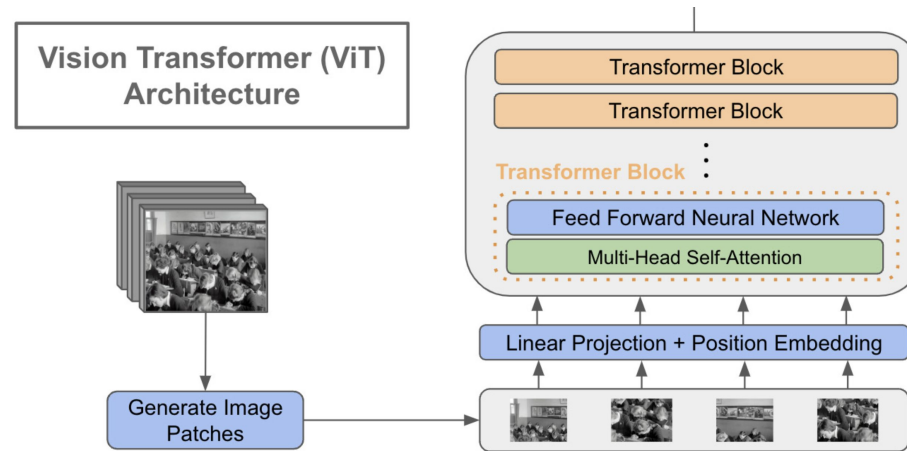 Vision Transformer (ViT)
Architecture
Transformer Block
Transformer Block
Transformer Block
Feed Forward Neural Network
Multi-Head Self-Attention
Linear Projection + Position Embedding
Generate Image
Patches